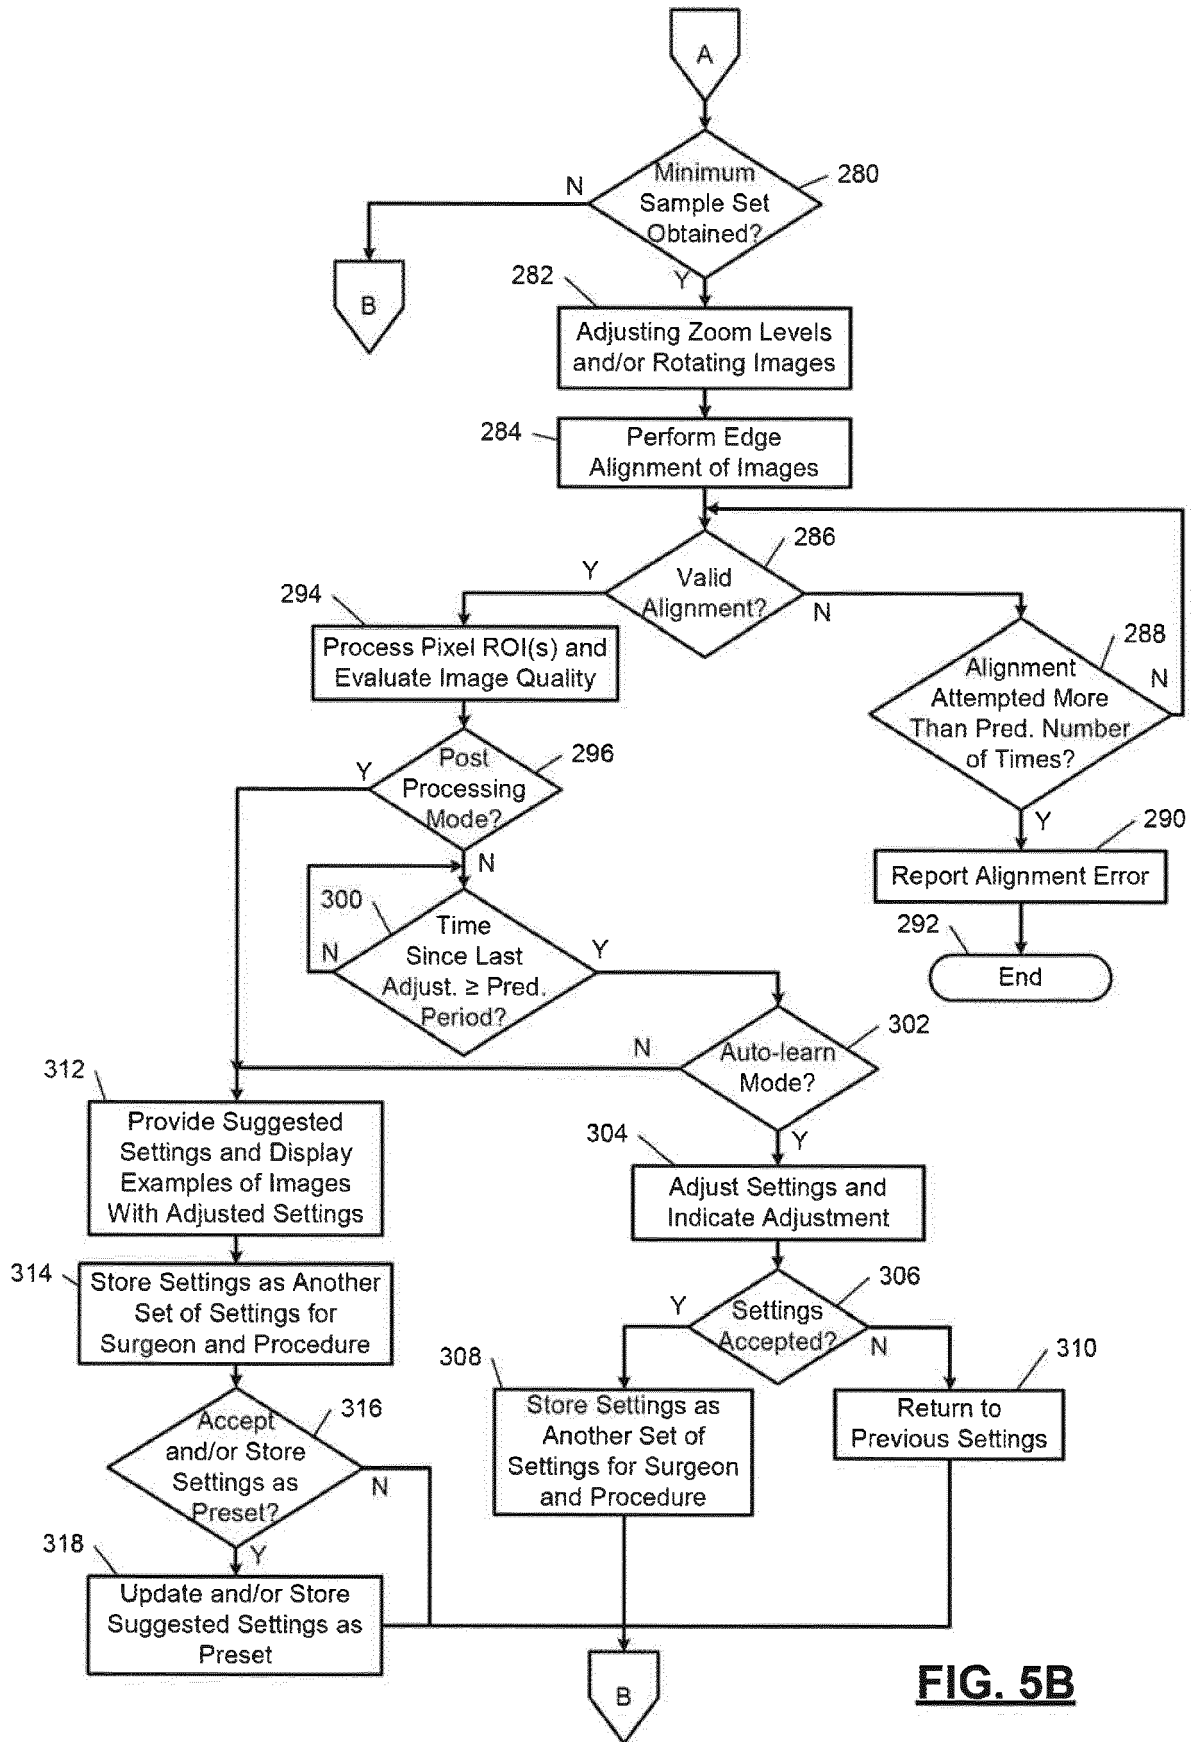 A
Minimum
Sample Set
Obtained?
280
N
Y
B
282
Adjusting Zoom Levels
and/or Rotating Images
284
Perform Edge
Alignment of Images
286
Valid
Alignment?
Y
N
294
Process Pixel ROI(s) and
Evaluate Image Quality
288
Alignment
Attempted More
Than Pred. Number
of Times?
N
Y
296
Post
Processing
Mode?
Y
N
290
Report Alignment Error
292
End
300
Time
Since Last
Adjust. ≥ Pred.
Period?
N
Y
302
Auto-learn
Mode?
N
Y
312
Provide Suggested
Settings and Display
Examples of Images
With Adjusted Settings
304
Adjust Settings and
Indicate Adjustment
314
Store Settings as Another
Set of Settings for
Surgeon and Procedure
306
Settings
Accepted?
Y
N
308
Store Settings as
Another Set of
Settings for Surgeon
and Procedure
310
Return to
Previous Settings
316
Accept
and/or Store
Settings as
Preset?
N
Y
318
Update and/or Store
Suggested Settings as
Preset
B
FIG. 5B